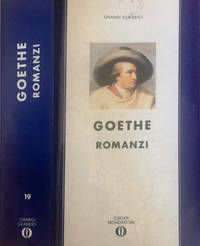 GOETHE
ROMANZI
19
GRANDI
CLASSICI
GRANDI CLASSICI
GOETHE
ROMANZI
OSCAR
MONDADORI